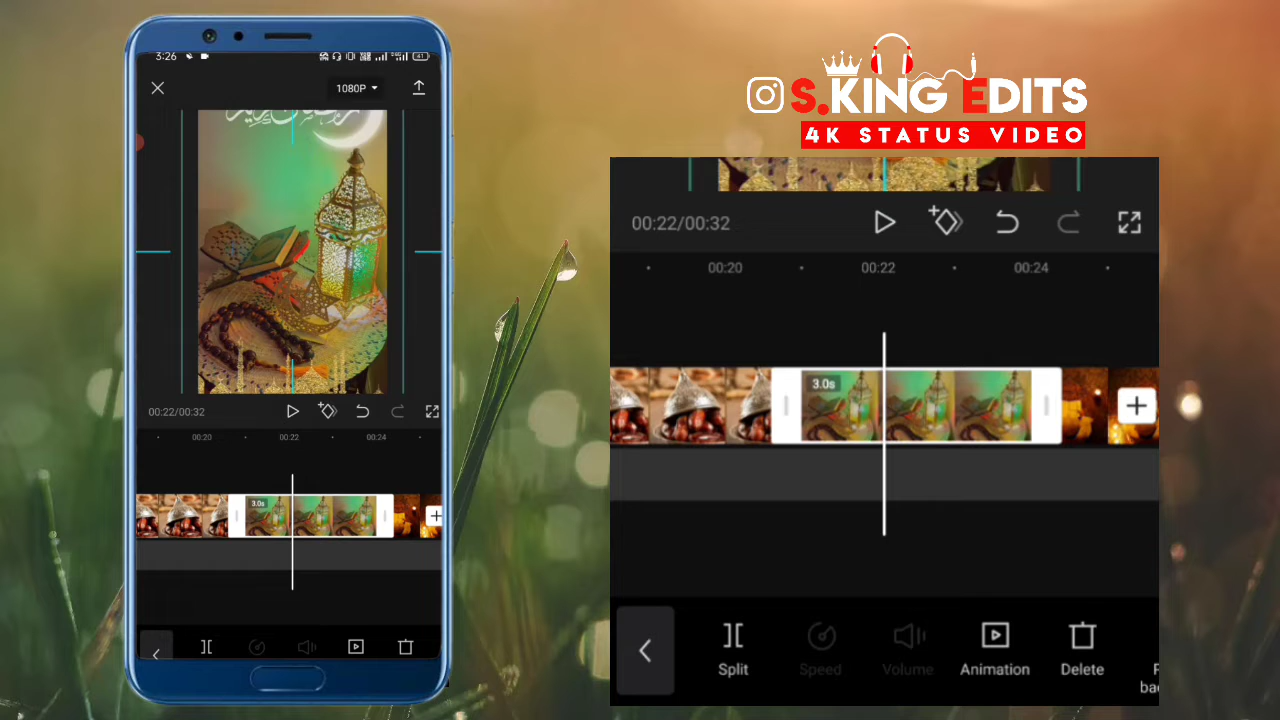 3:26
1080P
00:22/00:32
00:20
00:22
00:24
3.0s
S.KING EDITS
4K STATUS VIDEO
00:22/00:32
00:20
00:22
00:24
3.0s
Split
Speed
Volume
Animation
Delete